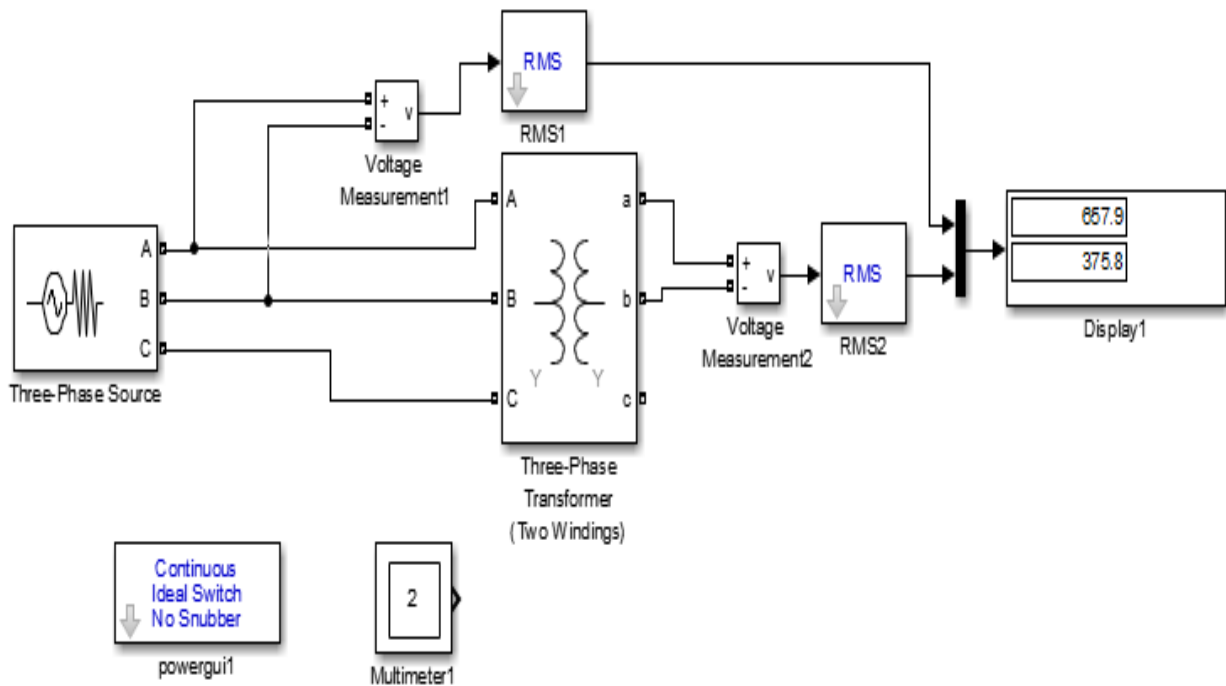 RMS
RMS1
+
-
v
Voltage
Measurement1
A
B
C
Three-Phase Source
A
B
C
a
b
c
Y Y
Three-Phase
Transformer
(Two Windings)
+
-
v
Voltage
Measurement2
RMS
RMS2
657.9
375.8
Display1
Continuous
Ideal Switch
No Snubber
powergui1
2
Multimeter1